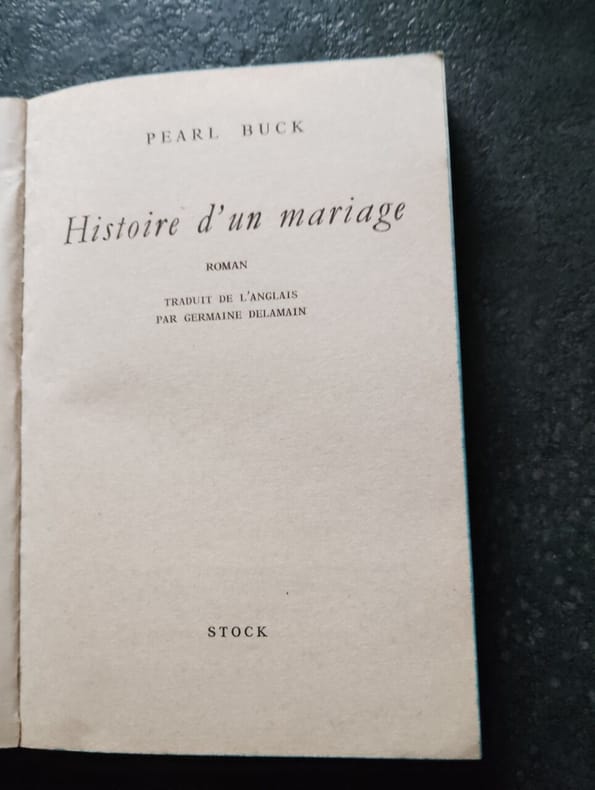 PEARL BUCK
Histoire d'un mariage
ROMAN
TRADUIT DE L'ANGLAIS
PAR GERMAINE DELAMAIN
STOCK